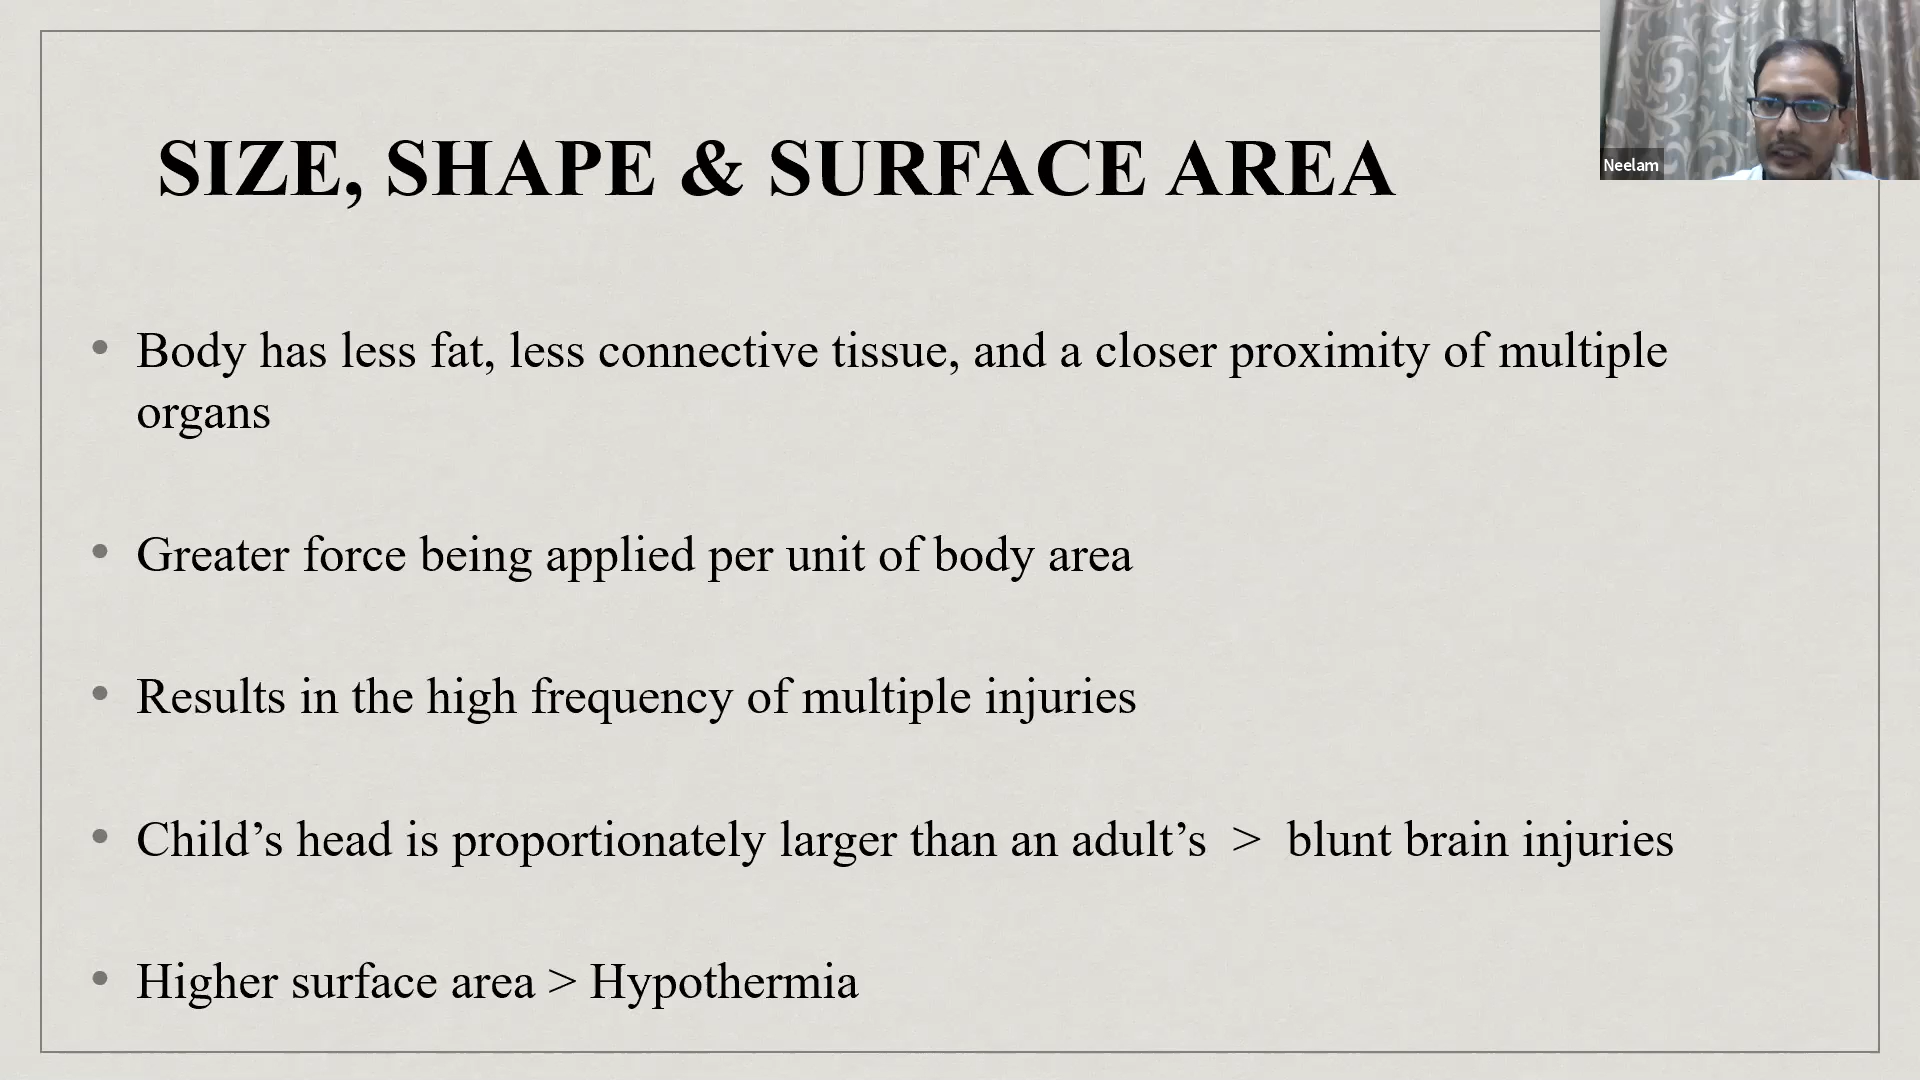 SIZE, SHAPE & SURFACE AREA
Neelam
• Body has less fat, less connective tissue, and a closer proximity of multiple
organs
• Greater force being applied per unit of body area
• Results in the high frequency of multiple injuries
• Child’s head is proportionately larger than an adult’s > blunt brain injuries
• Higher surface area > Hypothermia